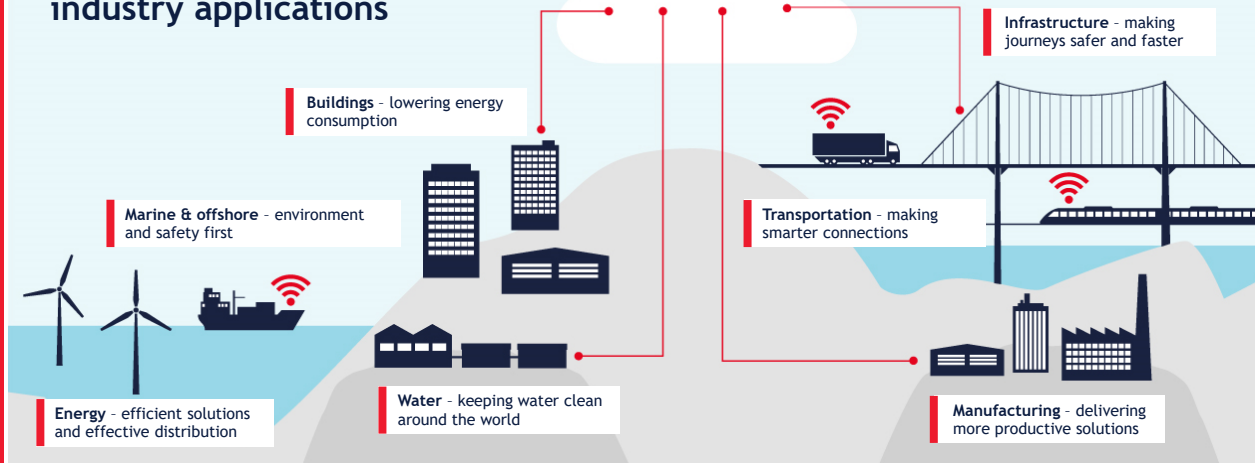 industry applications
Infrastructure - making
journeys safer and faster
Buildings - lowering energy
consumption
Marine & offshore - environment
and safety first
Transportation - making
smarter connections
Energy - efficient solutions
and effective distribution
Water - keeping water clean
around the world
Manufacturing - delivering
more productive solutions